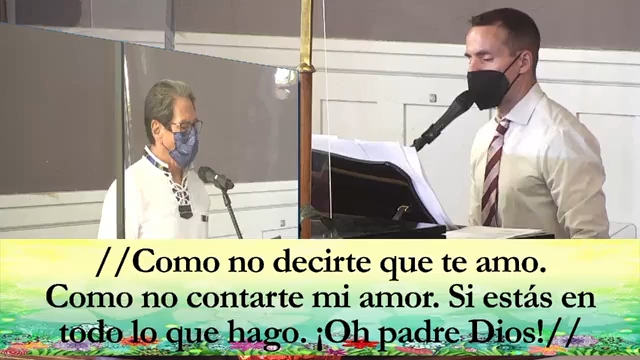 //Como no decirte que te amo.
Como no contarte mi amor. Si estás en
todo lo que hago. ¡Oh padre Dios!//